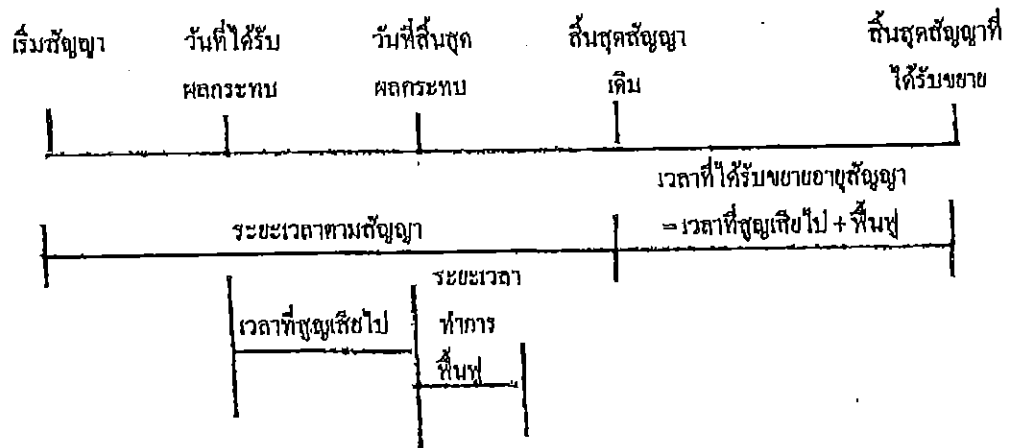 เริ่มสัญญา วันที่ได้รับ วันที่สิ้นสุด สิ้นสุดสัญญา สิ้นสุดสัญญาที่
ผลกระทบ ผลกระทบ เดิม ได้รับขยาย
เวลาที่ได้รับขยายอายุสัญญา
ระยะเวลาตามสัญญา =เวลาที่สูญเสียไป + ฟื้นฟู
ระยะเวลา
เวลาที่สูญเสียไป ทำการ
ฟื้นฟู